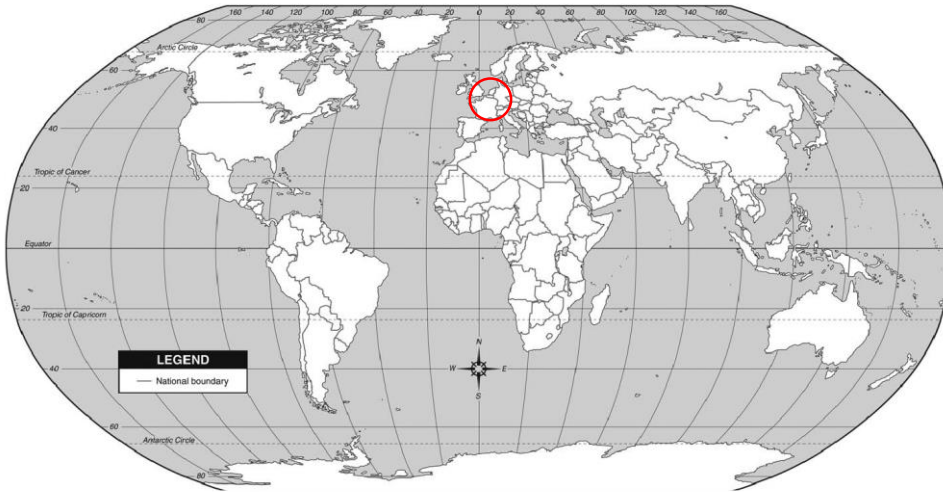 160 140 120 100 80 60 40 20 0 20 40 60 80 100 120 140 160
80
Arctic Circle
60
40
Tropic of Cancer
20
Equator
0
20
Tropic of Capricorn
LEGEND
National boundary
N
W E
S
40
60
Antarctic Circle
80